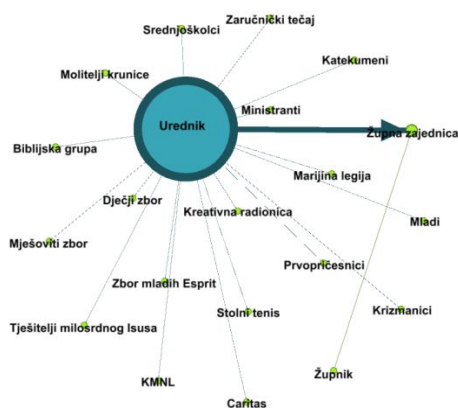 Zaručnički tečaj
Srednjoškolci
Katekumeni
Molitelji krunice
Ministranti
Urednik
Župna zajednica
Biblijska grupa
Marijina legija
Dječji zbor
Kreativna radionica
Mladi
Mješoviti zbor
Prvopričesnici
Zbor mladih Esprit
Krizmanici
Stolni tenis
Tješitelji milosrdnog Isusa
Župnik
KMNL
Caritas